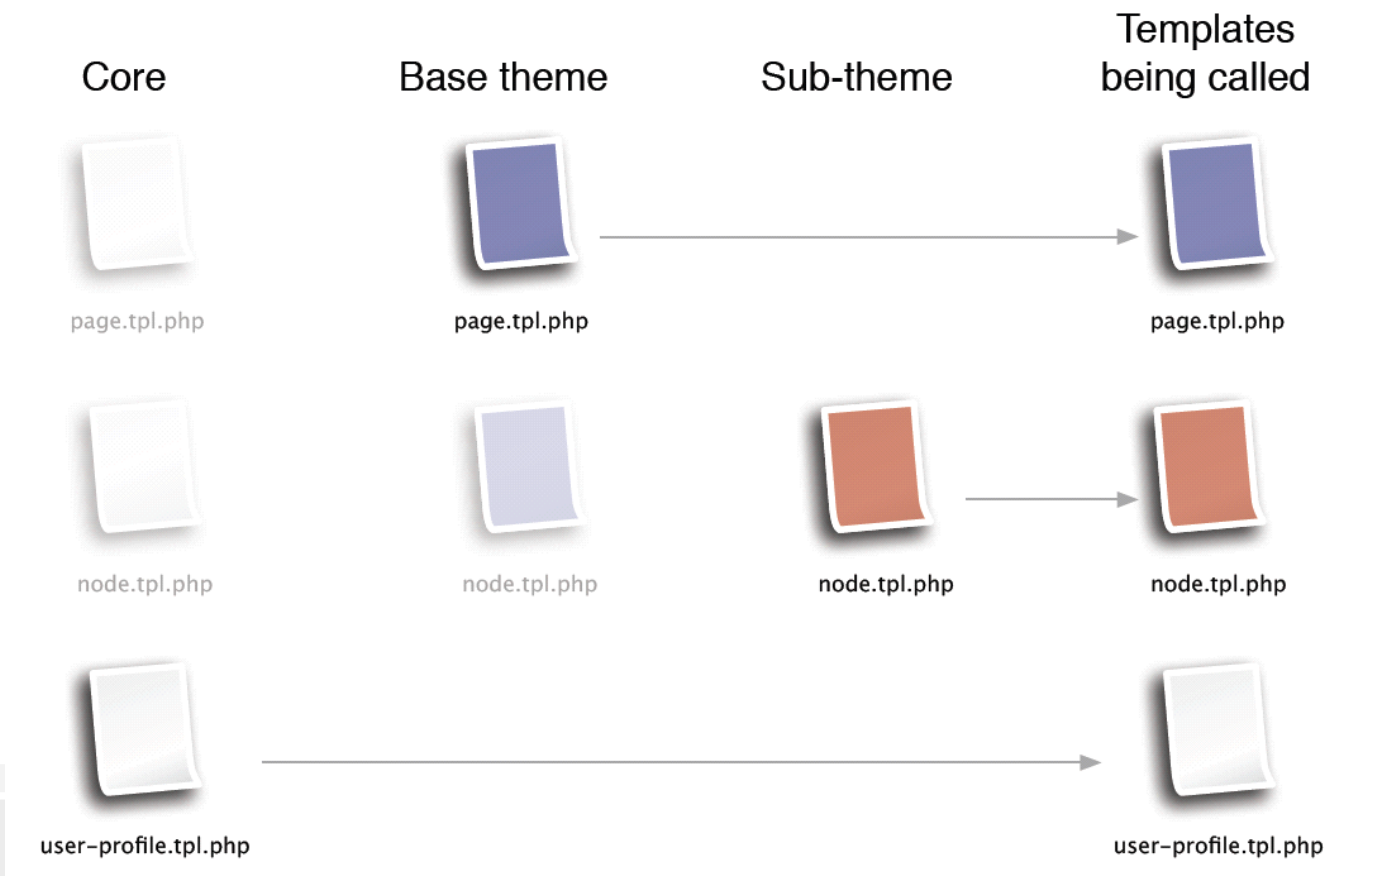 Core
Base theme
Sub-theme
Templates
being called
page.tpl.php
page.tpl.php
page.tpl.php
node.tpl.php
node.tpl.php
node.tpl.php
node.tpl.php
user-profile.tpl.php
user-profile.tpl.php